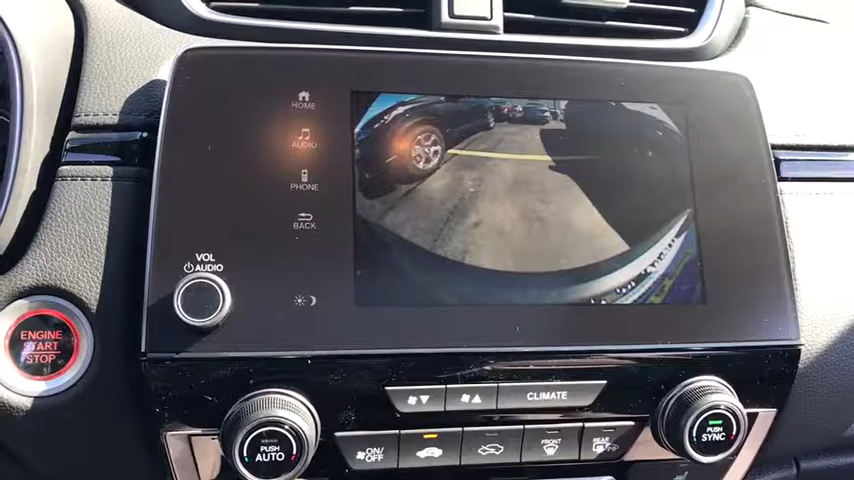 HOME
AUDIO
PHONE
BACK
VOL
AUDIO
ENGINE
START
STOP
CLIMATE
PUSH
AUTO
ON/OFF
FRONT
REAR
PUSH
SYNC